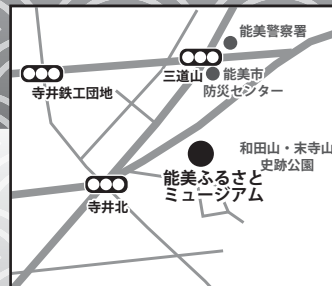 能美警察署
三道山
能美市
防災センター
寺井鉄工団地
和田山・末寺山
史跡公園
能美ふるさと
ミュージアム
寺井北